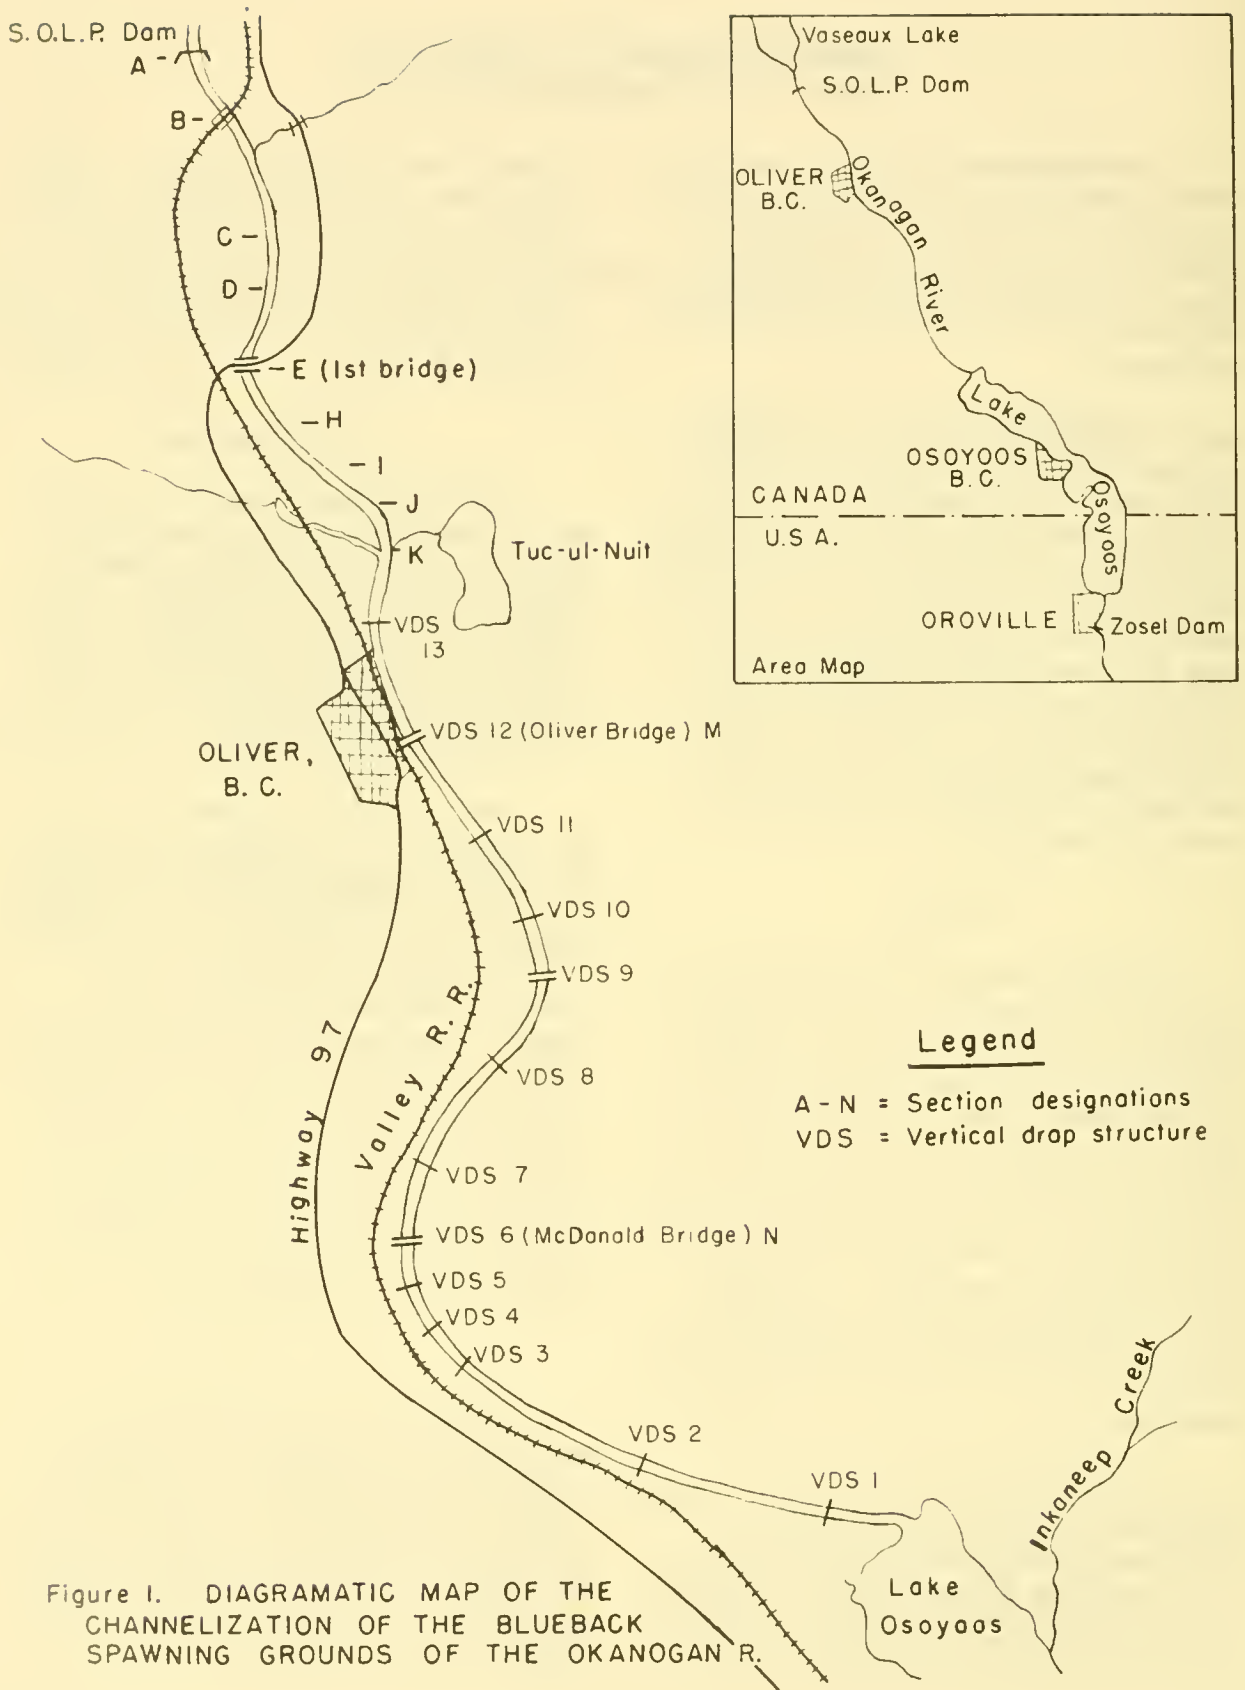 S.O.L.P. Dam
A
B
C
D
E (1st bridge)
H
I
J
K
Tuc-ul-Nuit
VDS
13
OLIVER,
B. C.
VDS 12 (Oliver Bridge) M
VDS 11
VDS 10
VDS 9
VDS 8
VDS 7
VDS 6 (McDonald Bridge) N
VDS 5
VDS 4
VDS 3
VDS 2
VDS 1
Highway 97
Valley R. R.
Lake
Osoyoos
Inkaneep Creek
Vaseaux Lake
S.O.L.P. Dam
OLIVER
B.C.
Okanagan River
Lake Osoyoos
OSOYOOS
B. C.
CANADA
U.S A.
OROVILLE
Zosel Dam
Area Map
Legend
A - N = Section designations
VDS = Vertical drop structure
Figure 1. DIAGRAMATIC MAP OF THE
CHANNELIZATION OF THE BLUEBACK
SPAWNING GROUNDS OF THE OKANOGAN R.